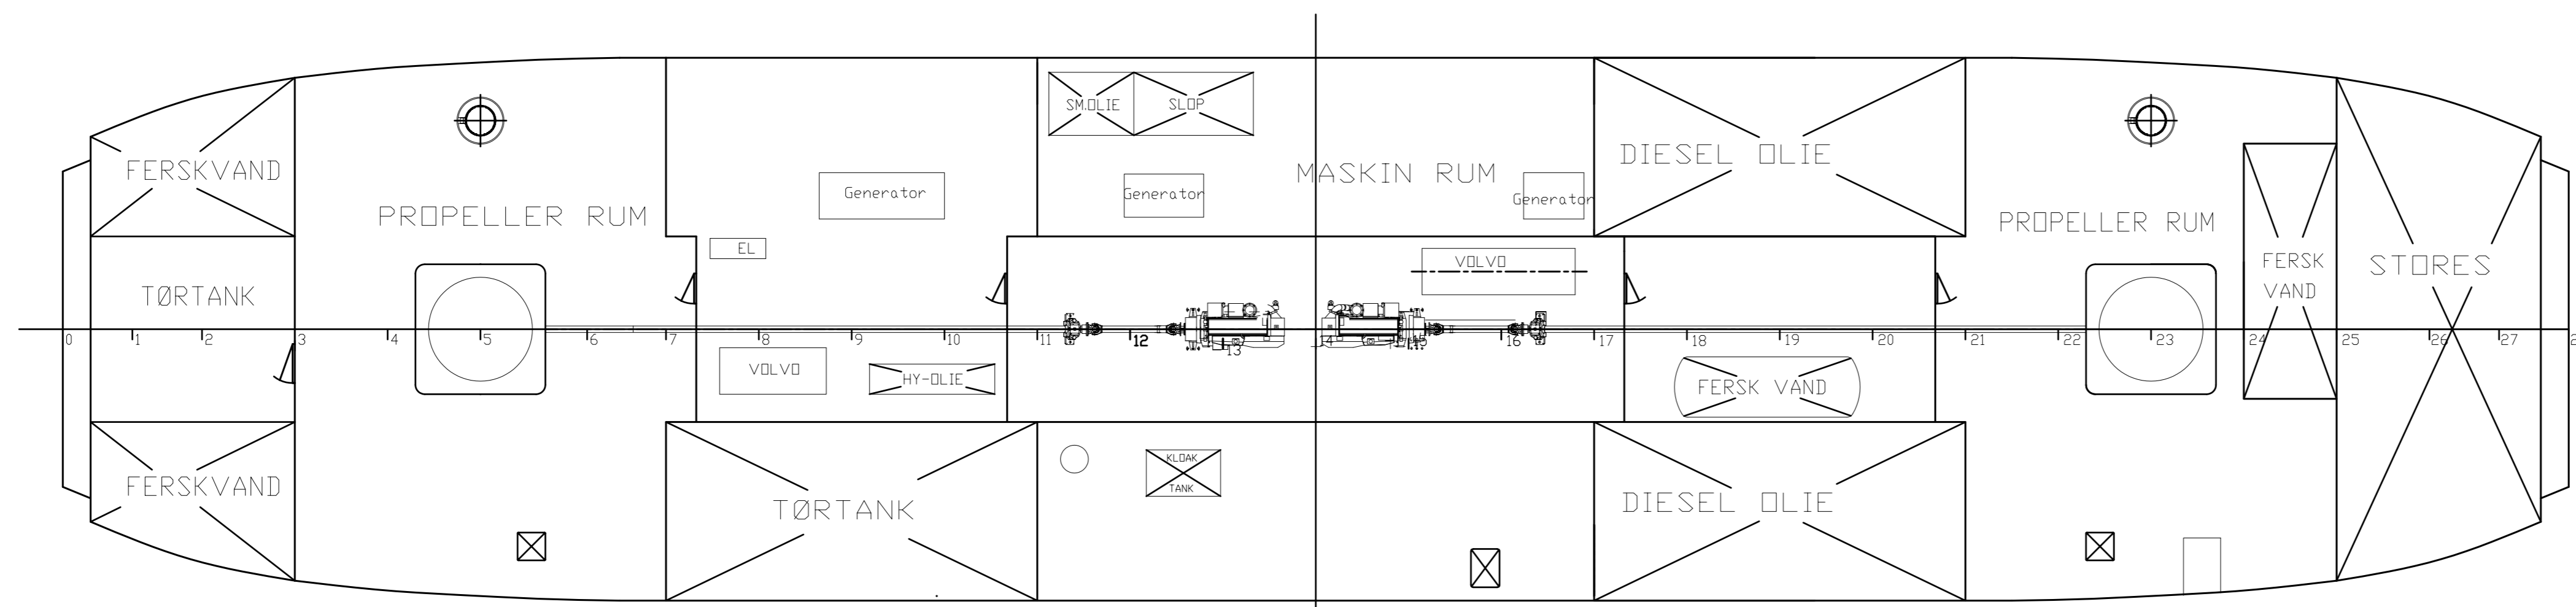 SM.OLIE
SLOP
DIESEL OLIE
FERSKVAND
MASKIN RUM
Generator
Generator
Generator
PROPELLER RUM
PROPELLER RUM
EL
VOLVO
FERSK
VAND
STORES
TØRTANK
0 1 2 3 4 5 6 7 8 9 10 11 12 13 14 15 16 17 18 19 20 21 22 23 24 25 26 27
VOLVO
HY-OLIE
FERSK VAND
KLOAK
TANK
FERSKVAND
TØRTANK
DIESEL OLIE